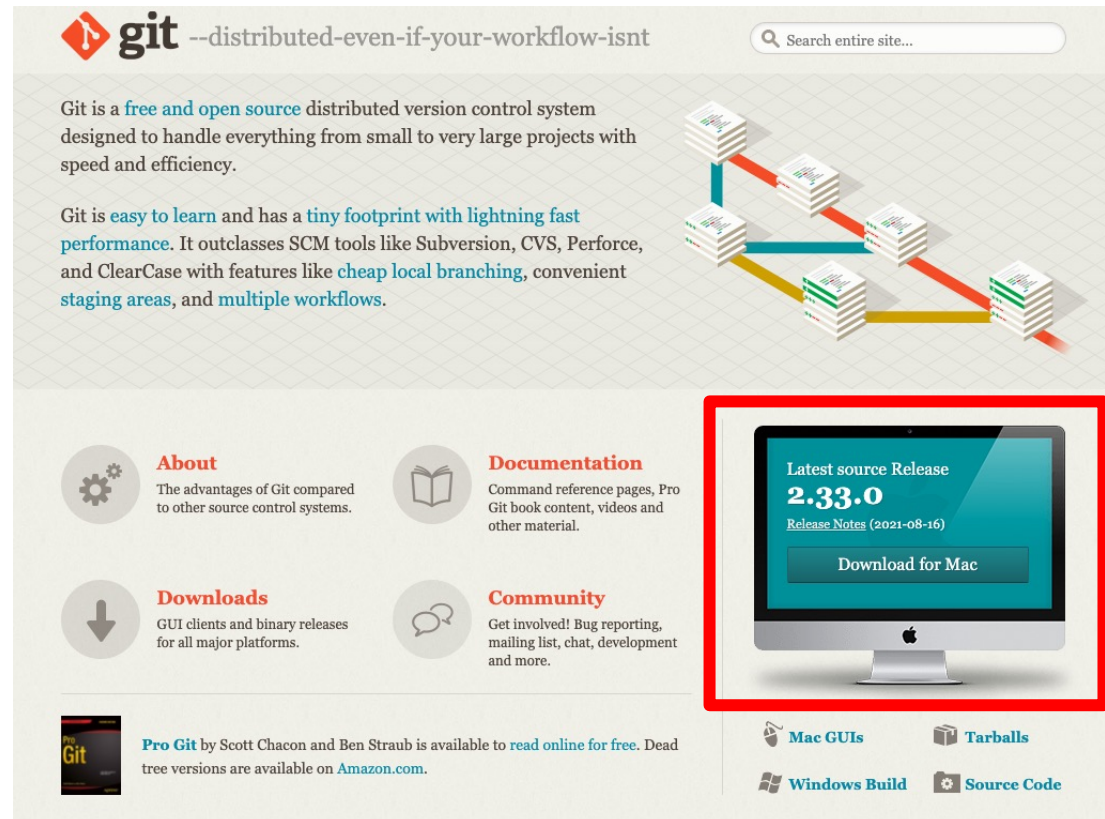 git --distributed-even-if-your-workflow-isnt
Search entire site...
Git is a free and open source distributed version control system
designed to handle everything from small to very large projects with
speed and efficiency.
Git is easy to learn and has a tiny footprint with lightning fast
performance. It outclasses SCM tools like Subversion, CVS, Perforce,
and ClearCase with features like cheap local branching, convenient
staging areas, and multiple workflows.
About
The advantages of Git compared
to other source control systems.
Documentation
Command reference pages, Pro
Git book content, videos and
other material.
Downloads
GUI clients and binary releases
for all major platforms.
Community
Get involved! Bug reporting,
mailing list, chat, development
and more.
Latest source Release
2.33.0
Release Notes (2021-08-16)
Download for Mac
Pro
Git
Pro Git by Scott Chacon and Ben Straub is available to read online for free. Dead
tree versions are available on Amazon.com.
Mac GUIs
Tarballs
Windows Build
Source Code